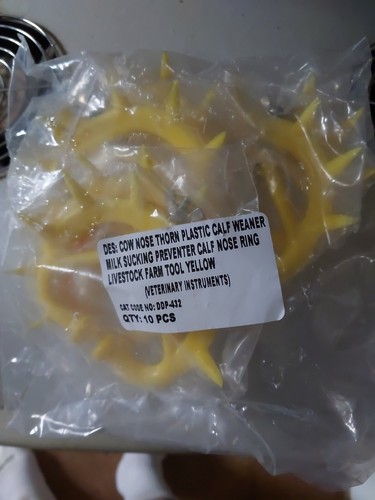 DES: COW NOSE THORN PLASTIC CALF WEANER
MILK SUCKING PREVENTER CALF NOSE RING
LIVESTOCK FARM TOOL YELLOW
(VETERINARY INSTRUMENTS)
CAT CODE NO: DDP-432
QTY: 10 PCS